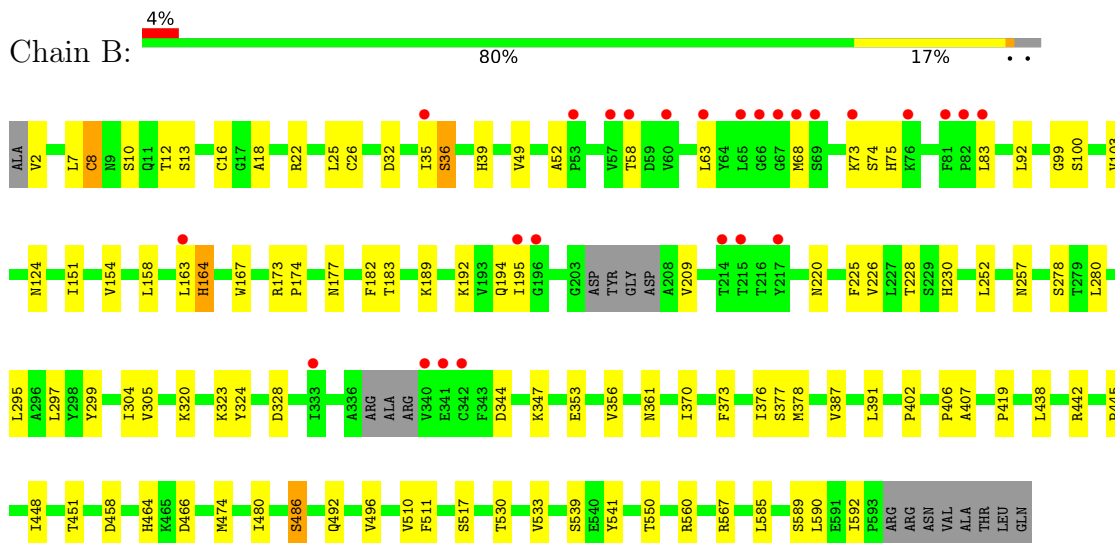 4%
Chain B:
80% 17% • •
ALA V2 L7 C8 N9 S10 Q11 T12 S13 C16 G17 A18 R22 L25 C26 D32 I35 S36 H39 V49 A52 P53 V57 T58 D59 V60 L63 Y64 L65 G66 G67 M68 S69 K73 S74 H75 K76 F81 P82 L83 L92 G99 S100
N124 I151 V154 L158 L163 H164 W167 R173 P174 N177 F182 T183 K189 K192 V193 Q194 I195 G196 G203 ASP TYR GLY ASP A208 V209 T214 T215 T216 Y217 N220 F225 V226 L227 T228 S229 H230 L252 N257 S278 T279 L280
L295 A296 L297 Y298 Y299 I304 V305 K320 K323 Y324 D328 I333 A336 ARG ALA ARG V340 E341 C342 F343 D344 K347 E353 V356 N361 I370 F373 I376 S377 M378 V387 L391 P402 P406 A407 P419 L438 R442
I448 T451 D458 H464 K465 D466 M474 I480 S486 Q492 V496 V510 F511 S517 T530 V533 S539 E540 Y541 T550 R560 R567 L585 S589 L590 E591 I592 P593 ARG ARG ASN VAL ALA THR LEU GLN